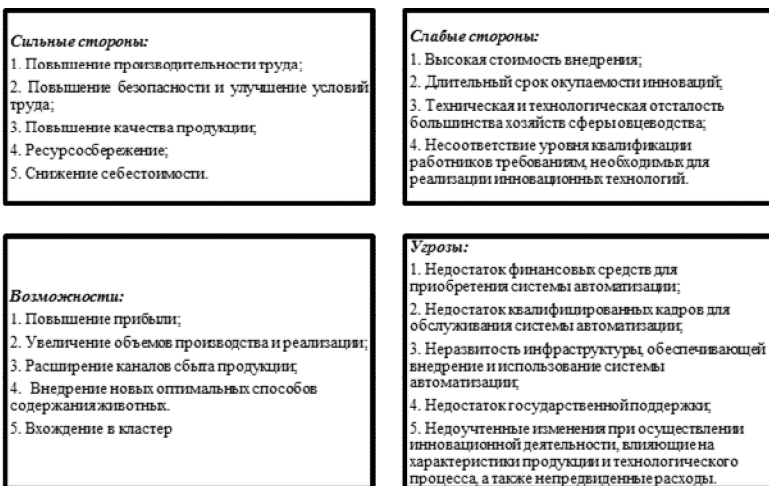 Сильные стороны:
1. Повышение производительности труда;
2. Повышение безопасности и улучшение условий
труда;
3. Повышение качества продукции;
4. Ресурсосбережение;
5. Снижение себестоимости.
Слабые стороны:
1. Высокая стоимость внедрения;
2. Длительный срок окупаемости инноваций;
3. Техническая и технологическая отсталость
большинства хозяйств сферы овцеводства;
4. Несоответствие уровня квалификации
работников требованиям, необходимых для
реализации инновационных технологий.
Возможности:
1. Повышение прибыли;
2. Увеличение объемов производства и реализации;
3. Расширение каналов сбыта продукции;
4. Внедрение новых оптимальных способов
содержания животных.
5. Вхождение в кластер
Угрозы:
1. Недостаток финансовых средств для
приобретения системы автоматизации;
2. Недостаток квалифицированных кадров для
обслуживания системы автоматизации;
3. Неразвитость инфраструктуры, обеспечивающей
внедрение и использование системы
автоматизации;
4. Недостаток государственной поддержки;
5. Недоучтенные изменения при осуществлении
инновационной деятельности, влияющие на
характеристики продукции и технологического
процесса, а также непредвиденные расходы.